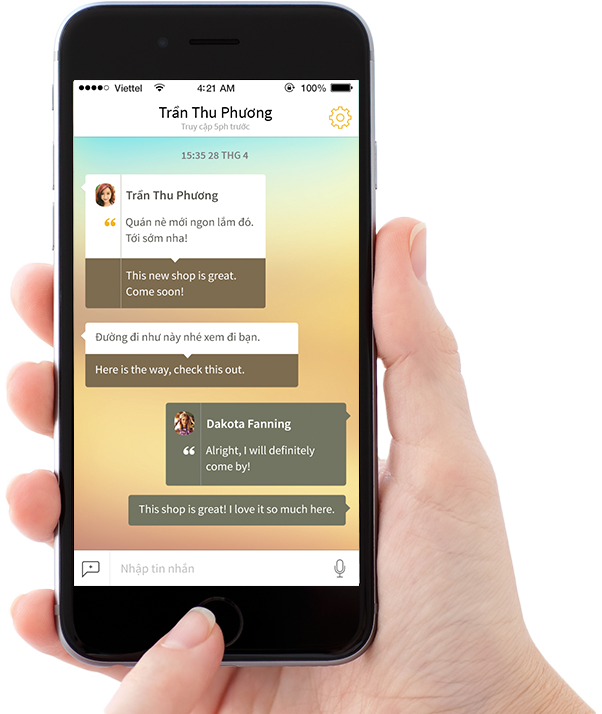 Viettel 4:21 AM 100%
Trần Thu Phương
Truy cập 5ph trước
15:35 28 THG 4
Trần Thu Phương
Quán nè mới ngon lắm đó.
Tới sớm nha!
This new shop is great.
Come soon!
Đường đi như này nhé xem đi bạn.
Here is the way, check this out.
Dakota Fanning
Alright, I will definitely
come by!
This shop is great! I love it so much here.
Nhập tin nhắn